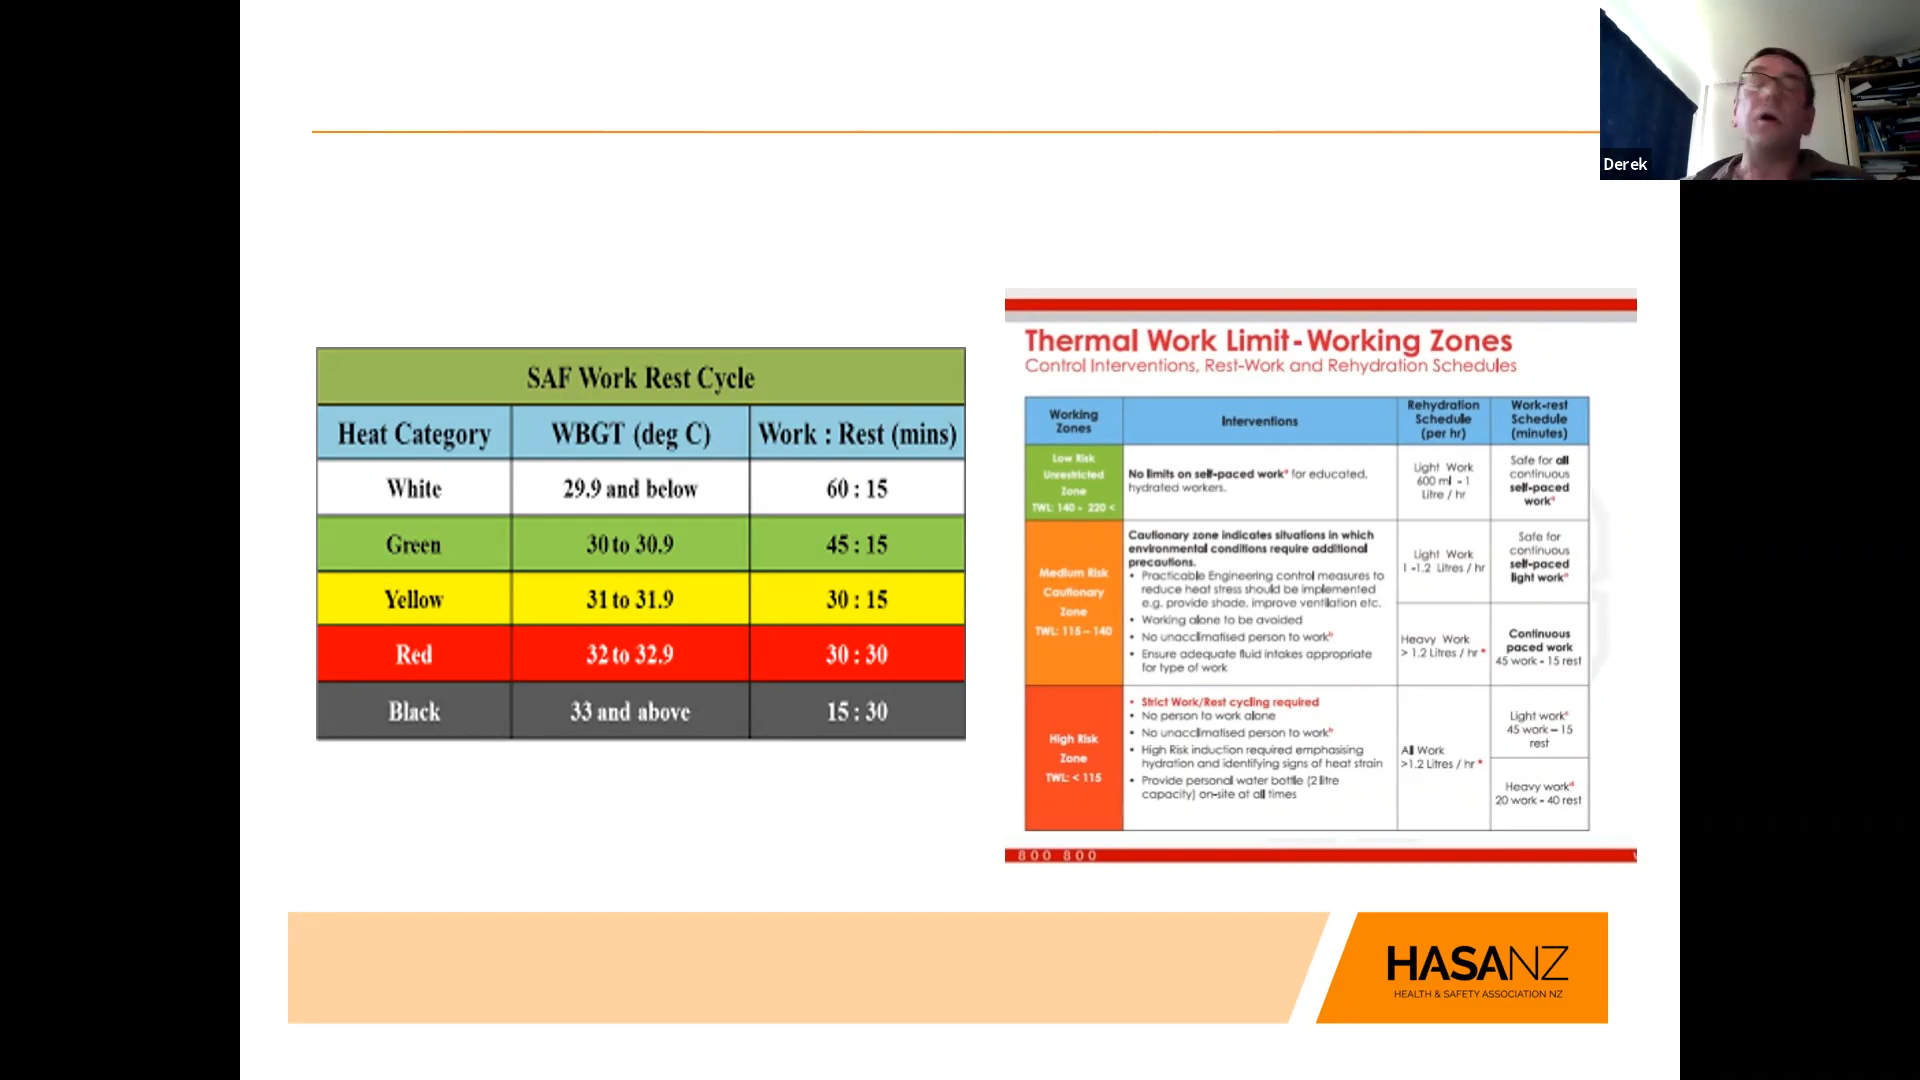 Derek
SAF Work Rest Cycle
Heat Category WBGT (deg C) Work : Rest (mins)
White 29.9 and below 60 : 15
Green 30 to 30.9 45 : 15
Yellow 31 to 31.9 30 : 15
Red 32 to 32.9 30 : 30
Black 33 and above 15 : 30
Thermal Work Limit - Working Zones
Control Interventions, Rest-Work and Rehydration Schedules
Working
Zones
Interventions
Rehydration
Schedule
(per hr)
Work-rest
Schedule
(minutes)
Low Risk
Unrestricted
Zone
TWL: 140 - 220 <
No limits on self-paced workᵃ for educated,
hydrated workers.
Light Work
600 ml - 1
Litre / hr
Safe for all
continuous
self-paced
workᵃ
Medium Risk
Cautionary
Zone
TWL: 115 – 140
Cautionary zone indicates situations in which
environmental conditions require additional
precautions.
• Practicable Engineering control measures to
reduce heat stress should be implemented
e.g. provide shade, improve ventilation etc.
• Working alone to be avoided
• No unacclimatised person to workᵇ
• Ensure adequate fluid intakes appropriate
for type of work
Light Work
1 -1.2 Litres / hr
Safe for
continuous
self-paced
light workᵃ
Heavy Work
> 1.2 Litres / hr *
Continuous
paced work
45 work - 15 rest
High Risk
Zone
TWL: < 115
• Strict Work/Rest cycling required
• No person to work alone
• No unacclimatised person to workᵇ
• High Risk induction required emphasising
hydration and identifying signs of heat strain
• Provide personal water bottle (2 litre
capacity) on-site at all times
All Work
>1.2 Litres / hr *
Light workᶜ
45 work – 15
rest
Heavy workᵈ
20 work - 40 rest
800 800
HASANZ
HEALTH & SAFETY ASSOCIATION NZ